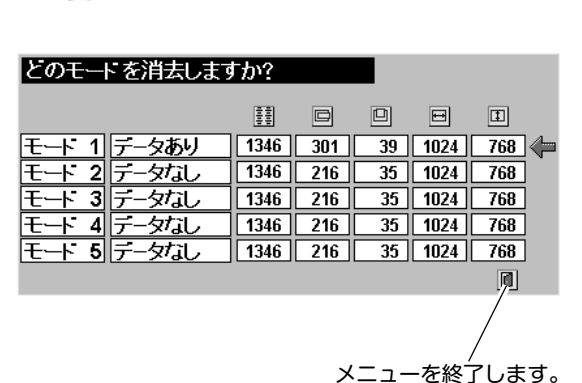 どのモードを消去しますか?
モード 1 データあり 1346 301 39 1024 768
モード 2 データなし 1346 216 35 1024 768
モード 3 データなし 1346 216 35 1024 768
モード 4 データなし 1346 216 35 1024 768
モード 5 データなし 1346 216 35 1024 768
メニューを終了します。